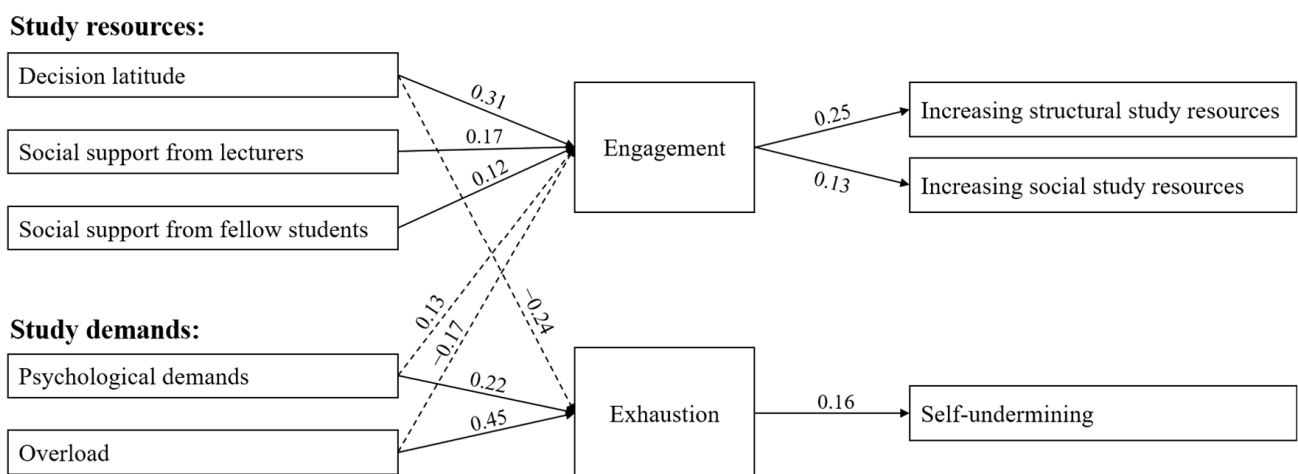 Study resources:
Decision latitude
0.31
Social support from lecturers
0.17
Social support from fellow students
0.12
Engagement
0.25
Increasing structural study resources
0.13
Increasing social study resources
Study demands:
0.13
−0.17
−0.24
Psychological demands
0.22
Overload
0.45
Exhaustion
0.16
Self-undermining